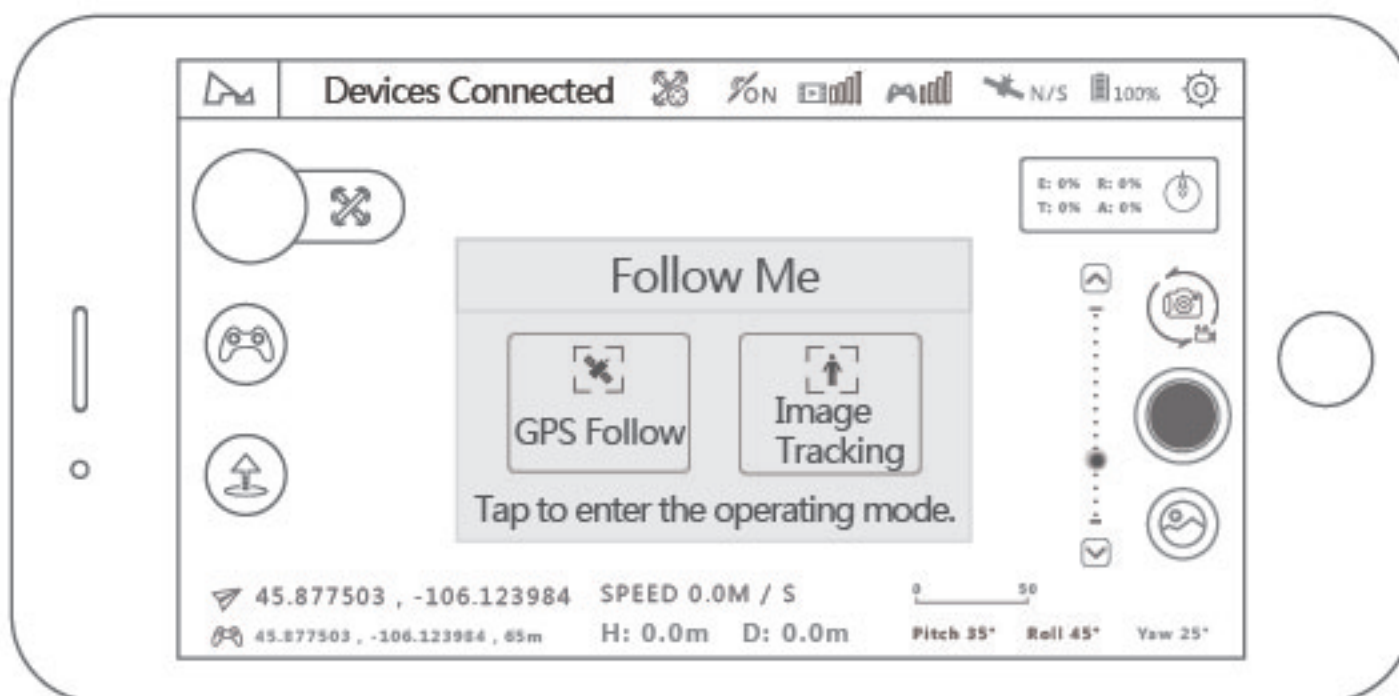 Devices Connected ON N/S 100%
E: 0% R: 0%
T: 0% A: 0%
Follow Me
GPS Follow
Image
Tracking
Tap to enter the operating mode.
45.877503 , -106.123984 SPEED 0.0M / S 0 50
45.877503 , -106.123984 , 65m H: 0.0m D: 0.0m Pitch 35° Roll 45° Yaw 25°